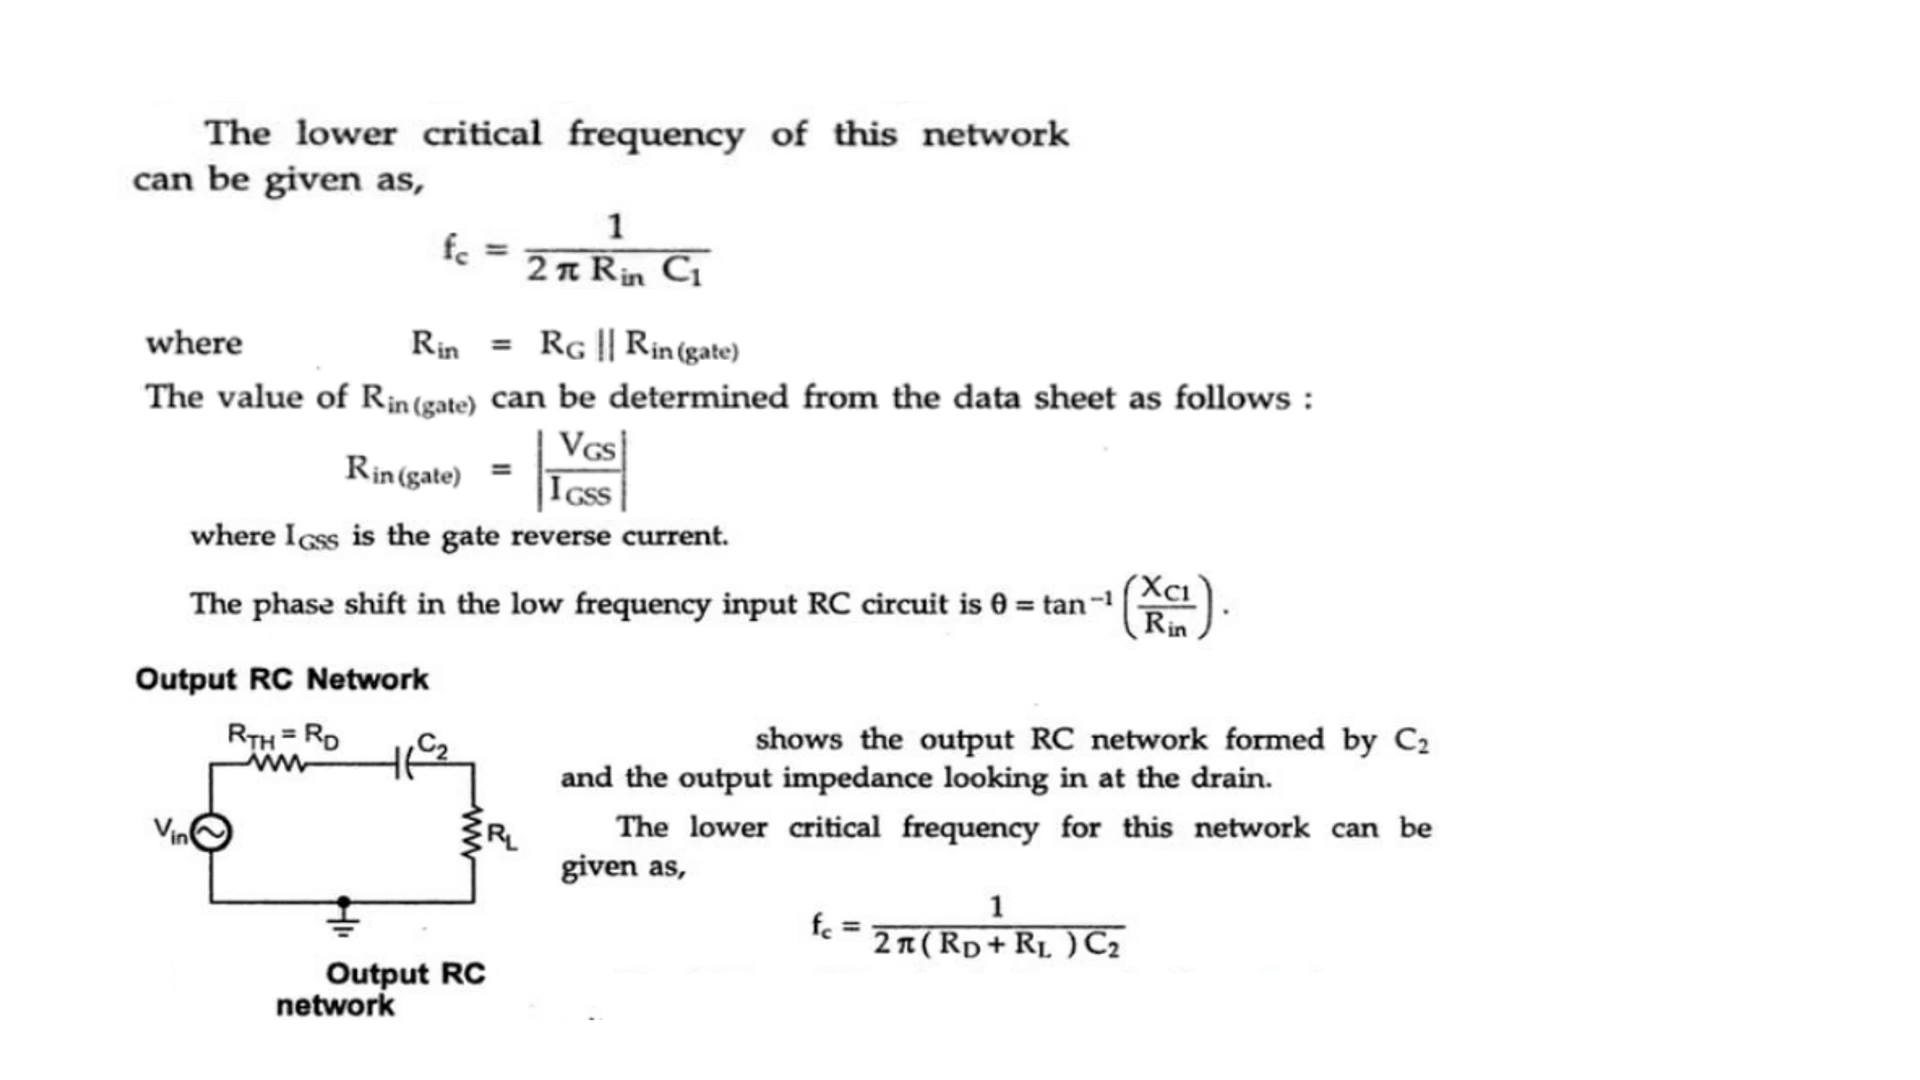 The lower critical frequency of this network
can be given as,
fc = 1 / 2 π Rin C1
where Rin = RG || Rin (gate)
The value of Rin (gate) can be determined from the data sheet as follows :
Rin (gate) = | VGS / IGSS |
where IGSS is the gate reverse current.
The phase shift in the low frequency input RC circuit is θ = tan⁻¹ ( XC1 / Rin ) .
Output RC Network
RTH = RD
C2
Vin
RL
Output RC
network
shows the output RC network formed by C2
and the output impedance looking in at the drain.
The lower critical frequency for this network can be
given as,
fc = 1 / 2 π ( RD + RL ) C2